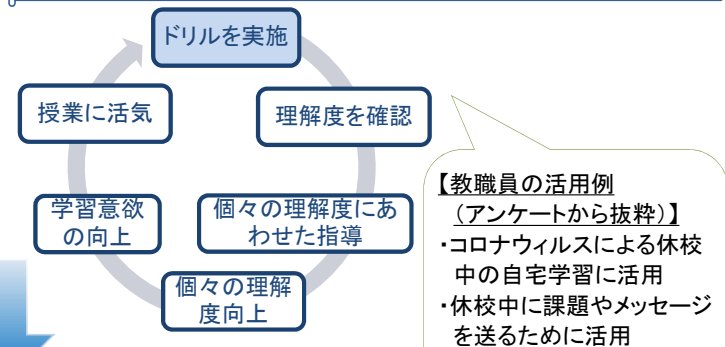 ドリルを実施
授業に活気
理解度を確認
学習意欲
の向上
個々の理解度にあ
わせた指導
個々の理解
度向上
【教職員の活用例
（アンケートから抜粋）】
・コロナウィルスによる休校
中の自宅学習に活用
・休校中に課題やメッセージ
を送るために活用